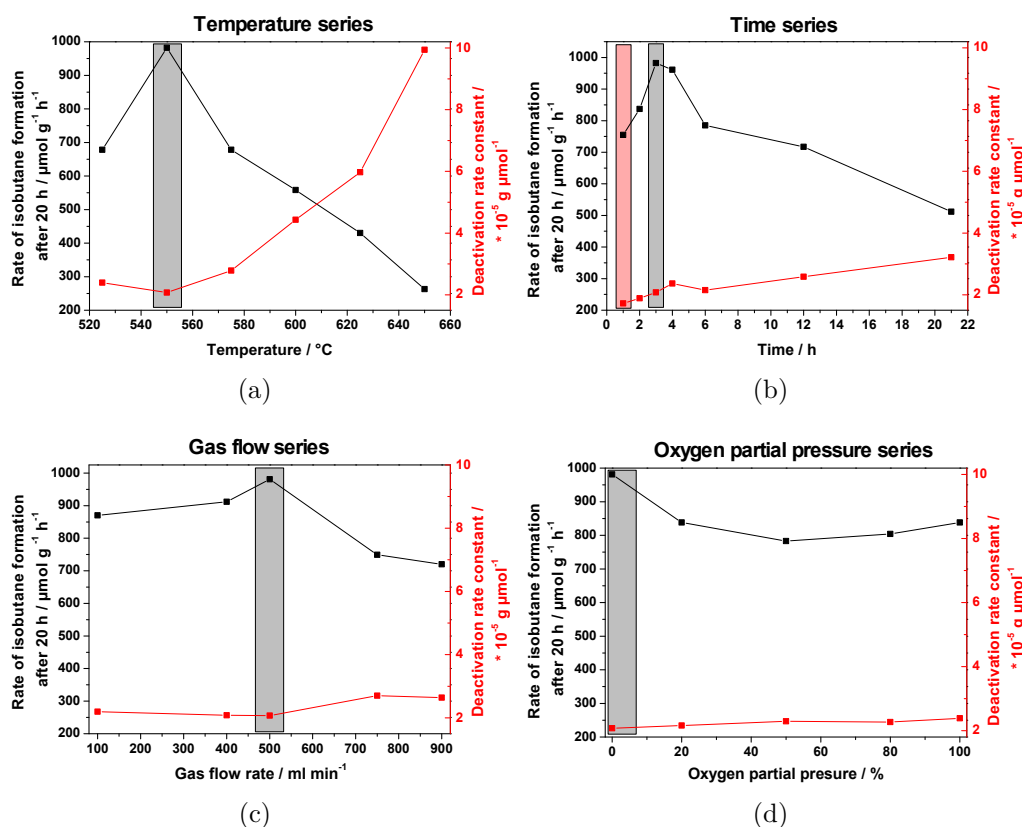 Temperature series
Rate of isobutane formation
after 20 h / µmol g⁻¹ h⁻¹
1000
900
800
700
600
500
400
300
200
520 540 560 580 600 620 640 660
Temperature / °C
10
8
6
4
2
Deactivation rate constant /
* 10⁻⁵ g µmol⁻¹
(a)
Time series
Rate of isobutane formation
after 20 h / µmol g⁻¹ h⁻¹
1000
900
800
700
600
500
400
300
200
0 2 4 6 8 10 12 14 16 18 20 22
Time / h
10
8
6
4
2
Deactivation rate constant /
* 10⁻⁵ g µmol⁻¹
(b)
Gas flow series
Rate of isobutane formation
after 20 h / µmol g⁻¹ h⁻¹
1000
900
800
700
600
500
400
300
200
100 200 300 400 500 600 700 800 900
Gas flow rate / ml min⁻¹
10
8
6
4
2
Deactivation rate constant /
* 10⁻⁵ g µmol⁻¹
(c)
Oxygen partial pressure series
Rate of isobutane formation
after 20 h / µmol g⁻¹ h⁻¹
1000
900
800
700
600
500
400
300
200
0 20 40 60 80 100
Oxygen partial presure / %
10
8
6
4
2
Deactivation rate constant /
* 10⁻⁵ g µmol⁻¹
(d)